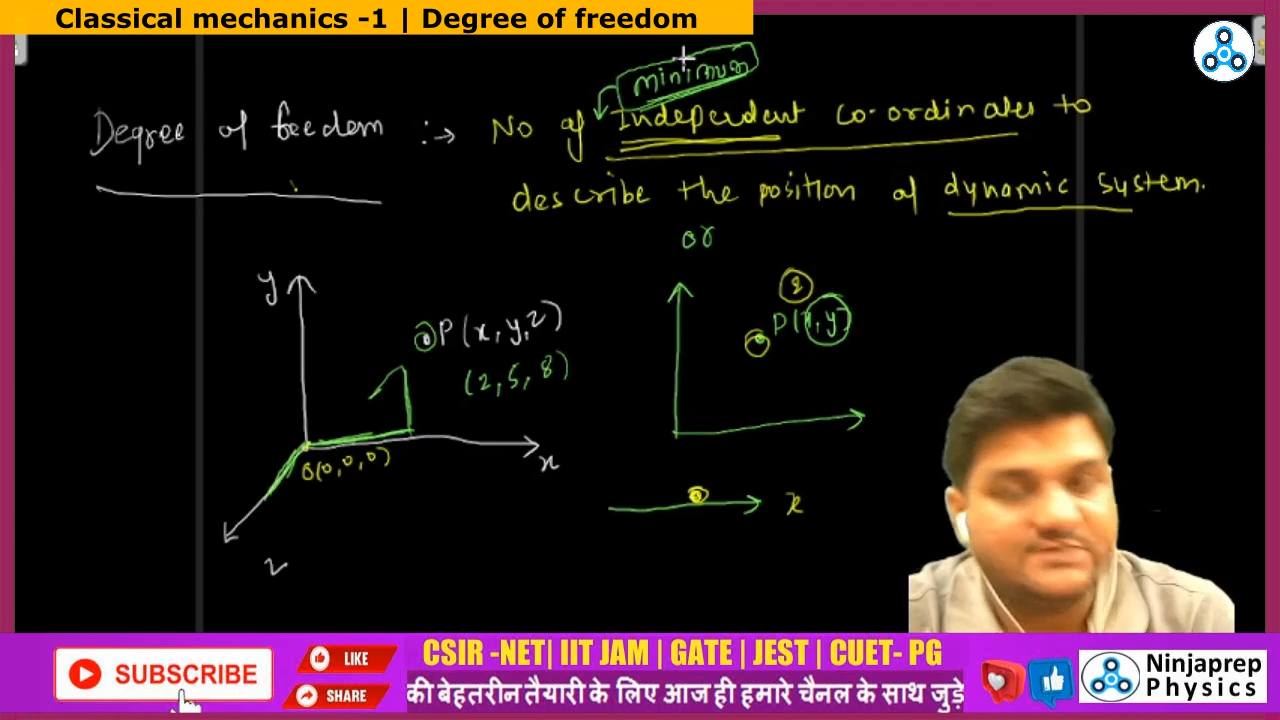 Classical mechanics -1 | Degree of freedom
minimum
Degree of feedom :→ No of Independent co-ordinates to
describe the position of dynamic system.
or
y
P(x, y, z)
(2, 5, 8)
O(0, 0, 0)
x
z
2
P(x, y)
x
SUBSCRIBE
LIKE
SHARE
CSIR -NET| IIT JAM | GATE | JEST | CUET- PG
की बेहतरीन तैयारी के लिए आज ही हमारे चैनल के साथ जुड़े
Ninjaprep
Physics